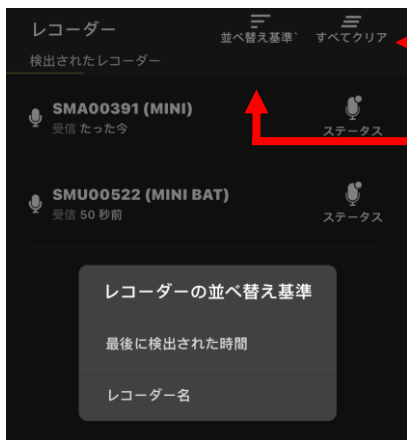 レコーダー
並べ替え基準`
すべてクリア
検出されたレコーダー
SMA00391 (MINI)
受信 たった今
ステータス
SMU00522 (MINI BAT)
受信 50 秒前
ステータス
レコーダーの並べ替え基準
最後に検出された時間
レコーダー名